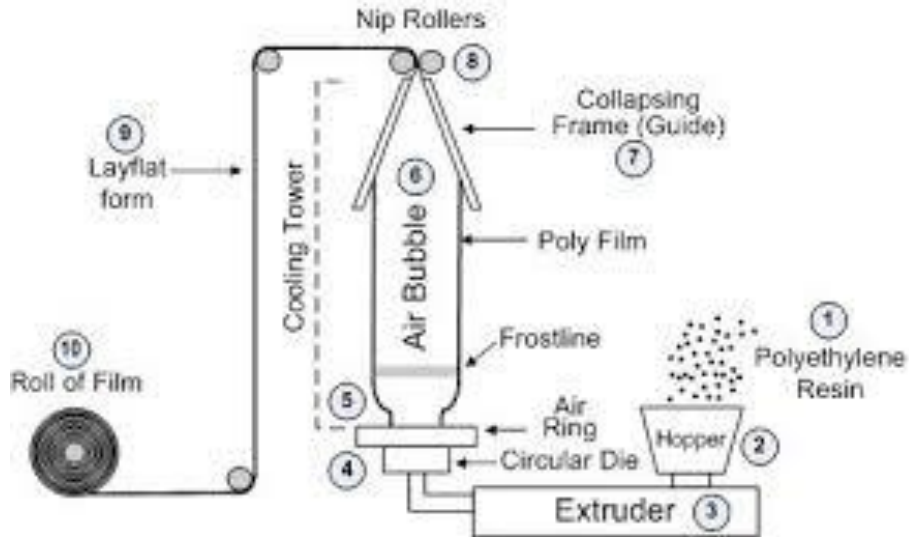 Nip Rollers
8
Collapsing
Frame (Guide)
7
9
Layflat
form
6
Air Bubble
Cooling Tower
Poly Film
1
Polyethylene
Resin
Frostline
10
Roll of Film
5
Air
Ring
Hopper
2
4
Circular Die
Extruder
3